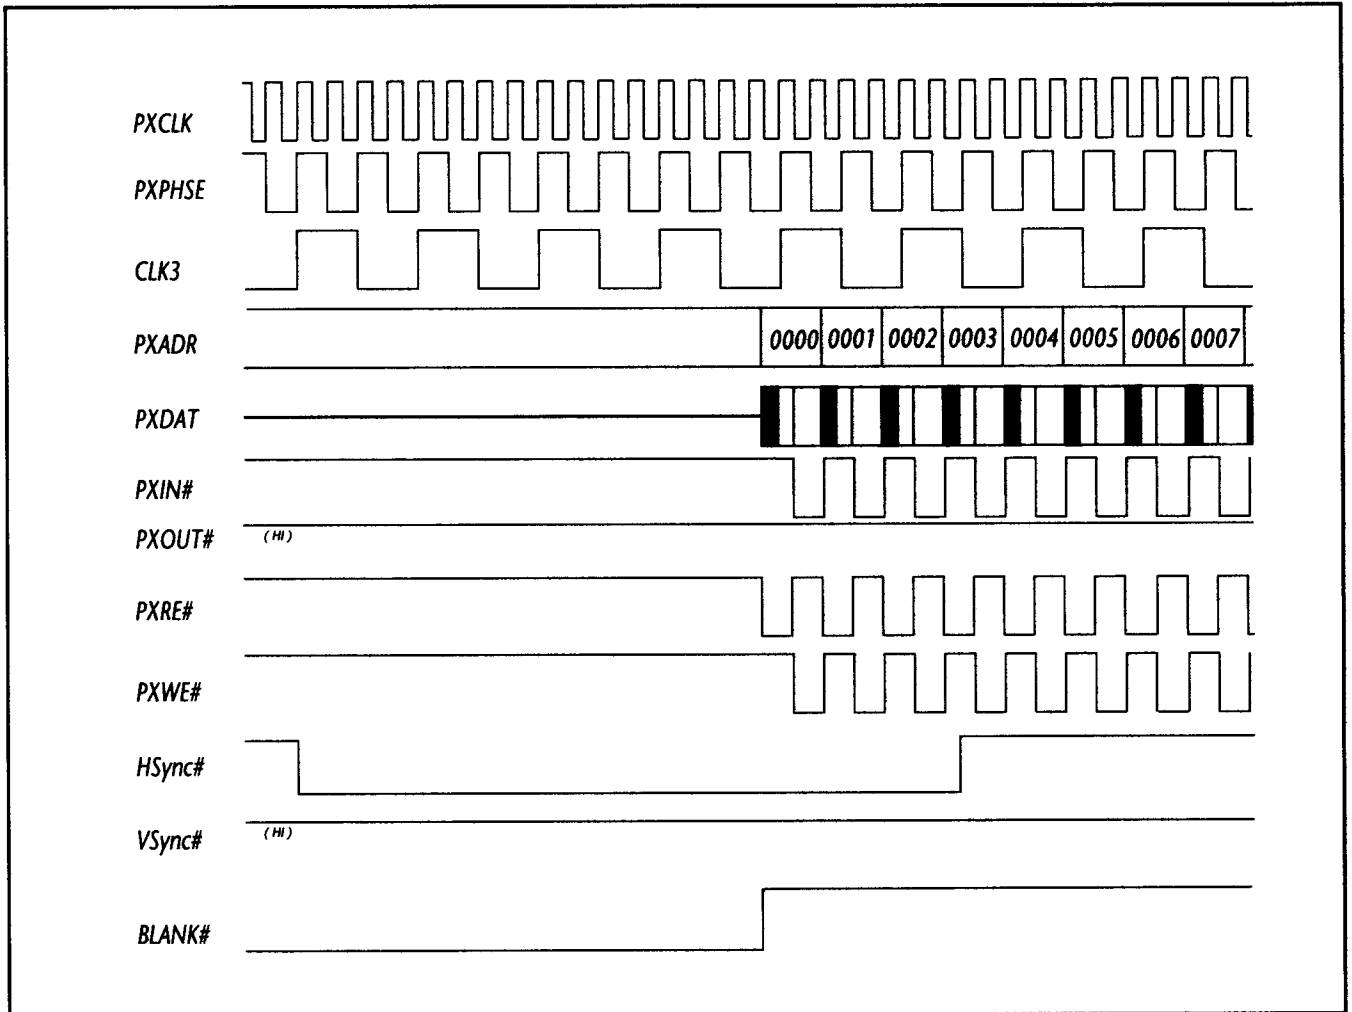 PXCLK
PXPHSE
CLK3
PXADR 0000 0001 0002 0003 0004 0005 0006 0007
PXDAT
PXIN#
PXOUT# (HI)
PXRE#
PXWE#
HSync#
VSync# (HI)
BLANK#